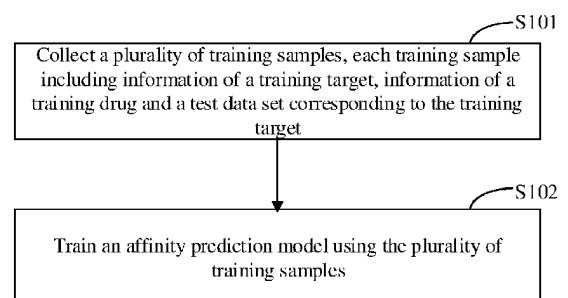 S101
Collect a plurality of training samples, each training sample
including information of a training target, information of a
training drug and a test data set corresponding to the training
target
S102
Train an affinity prediction model using the plurality of
training samples